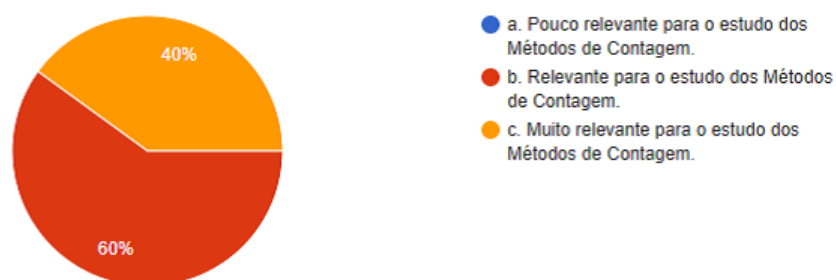 40%
60%
a. Pouco relevante para o estudo dos
Métodos de Contagem.
b. Relevante para o estudo dos Métodos
de Contagem.
c. Muito relevante para o estudo dos
Métodos de Contagem.